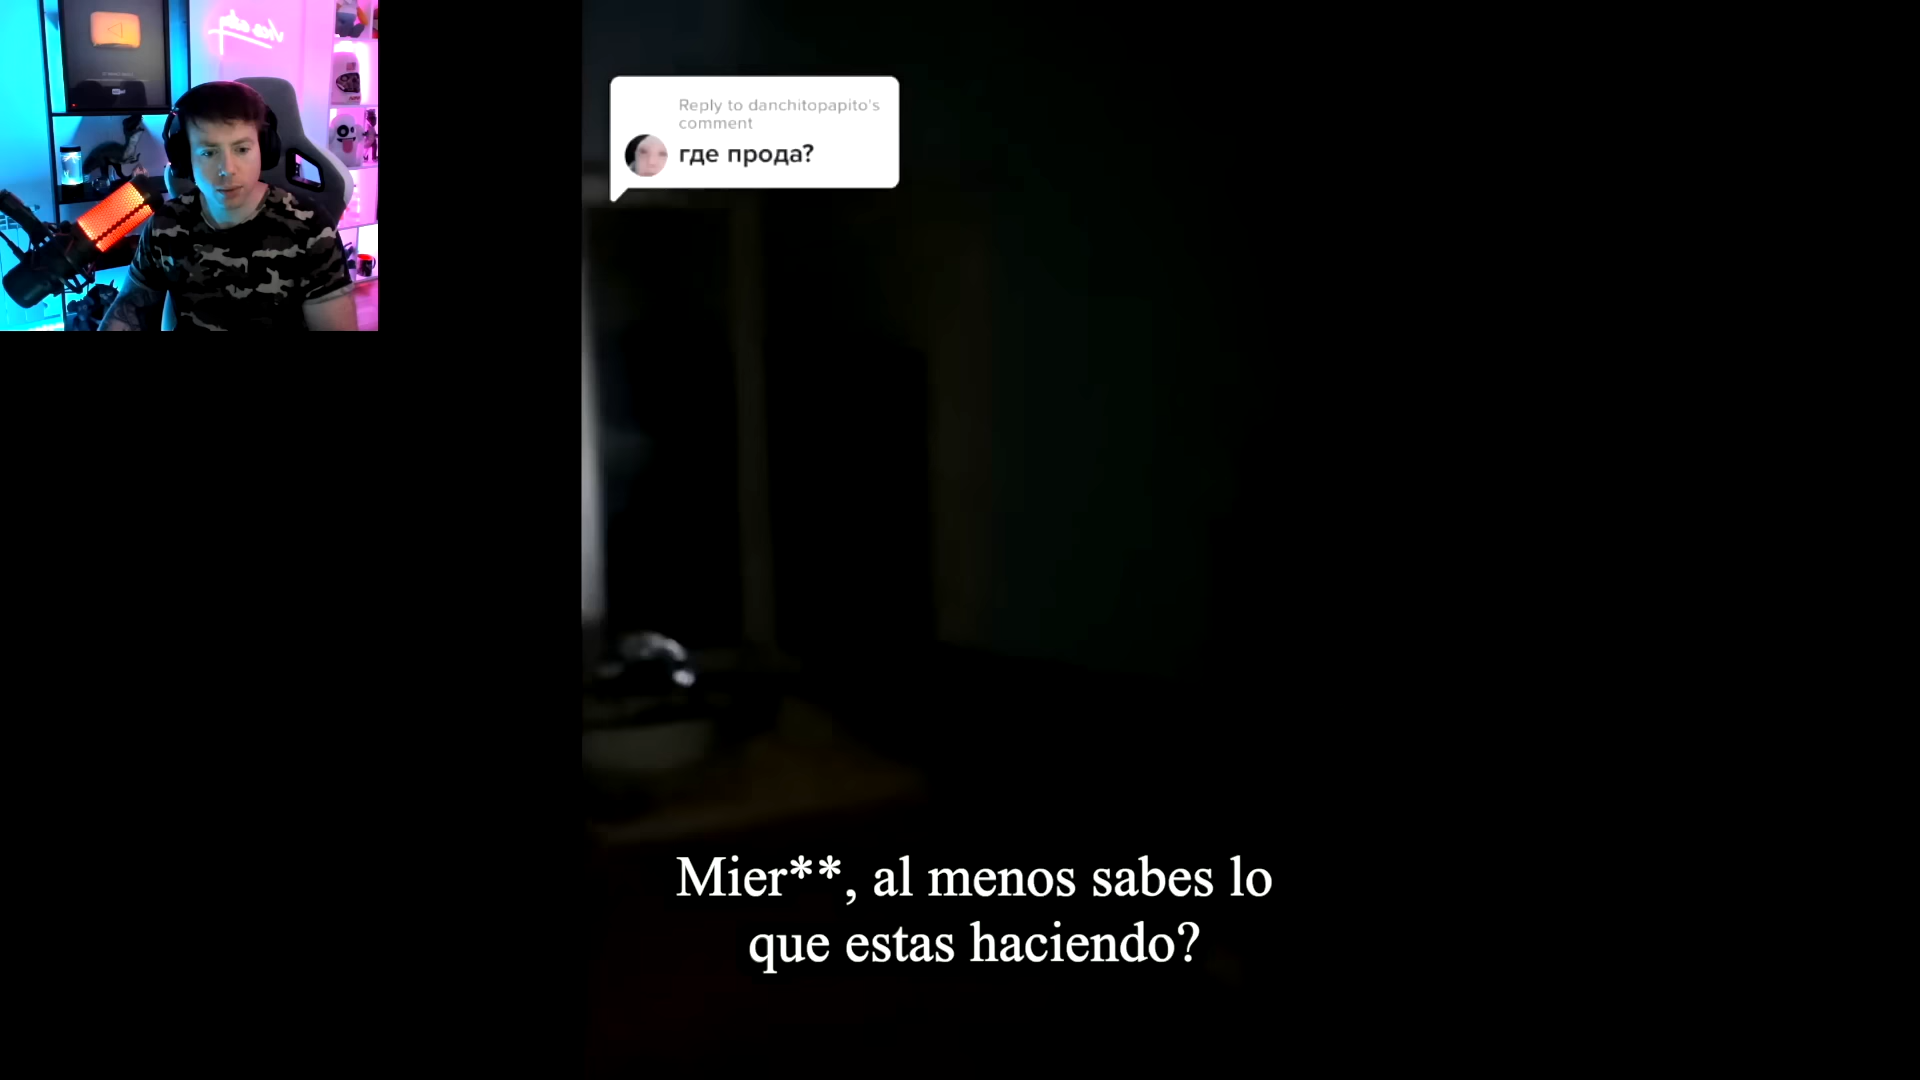 Reply to danchitopapito's
comment
где прода?
Mier**, al menos sabes lo
que estas haciendo?